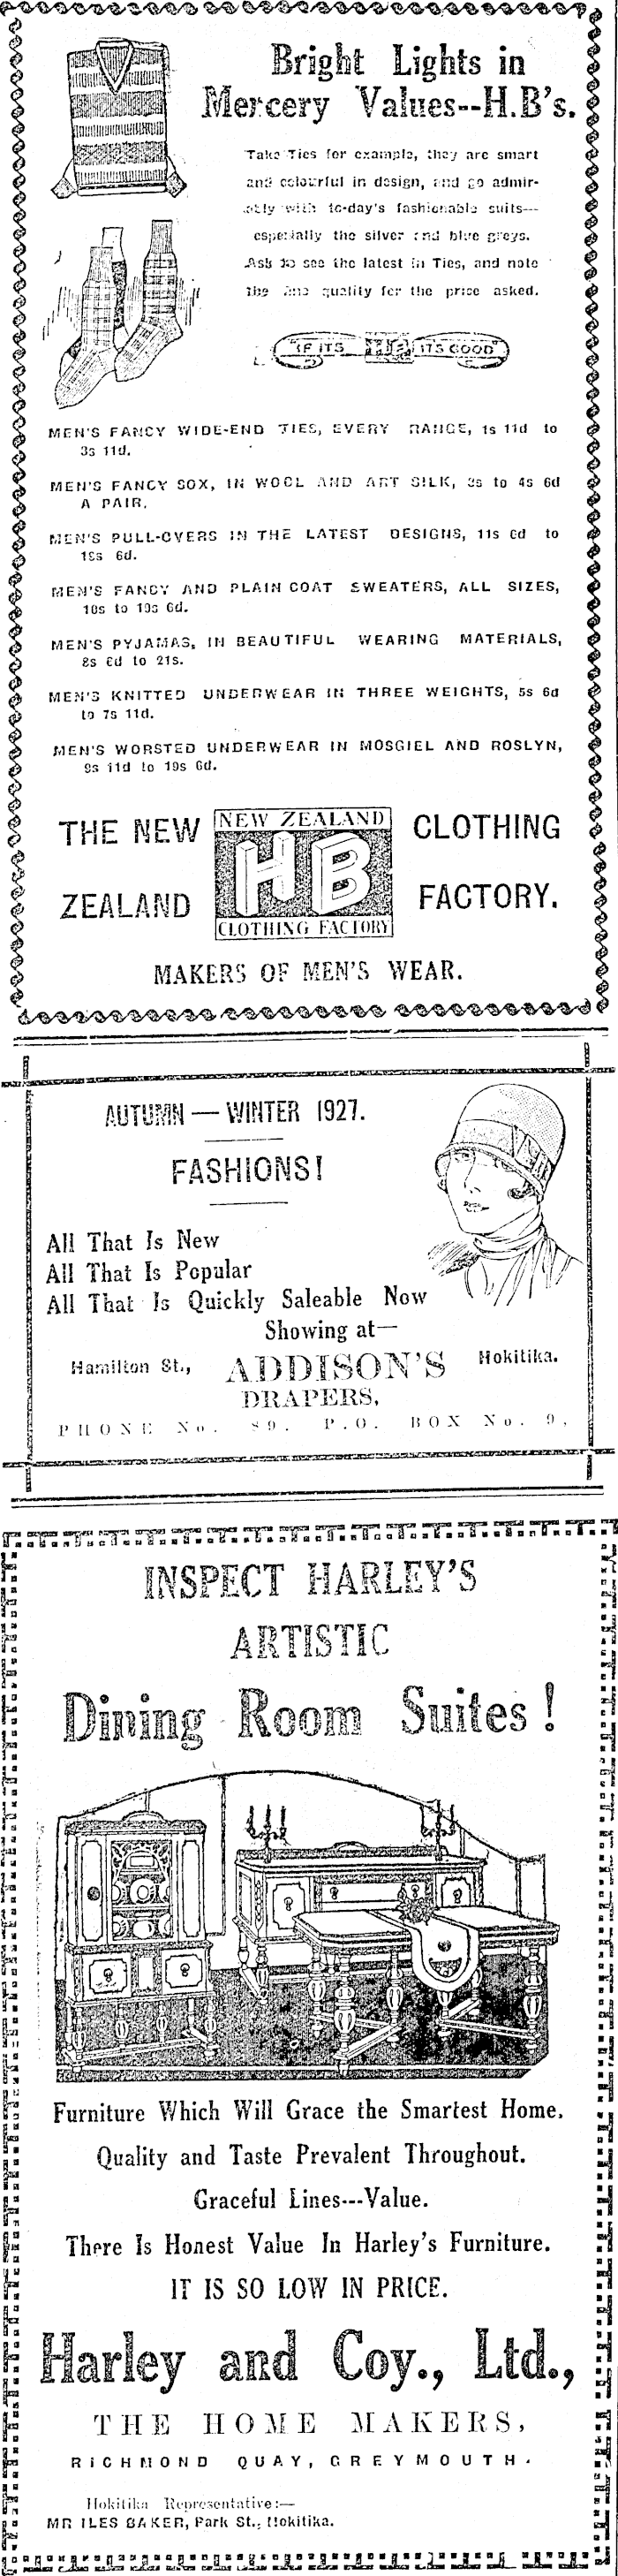 Bright Lights in
Mercery Values--H.B's.
Take Ties for example, they are smart
and colourful in design, and go admir-
ably with to-day's fashionable suits—
especially the silver and blue greys.
Ask to see the latest in Ties, and note
the fine quality for the price asked.
"IF ITS HB ITS GOOD"
MEN'S FANCY WIDE-END TIES, EVERY RANGE, 1s 11d to
3s 11d.
MEN'S FANCY SOX, IN WOOL AND ART SILK, to 4s 6d
A PAIR.
MEN'S PULL-OVERS IN THE LATEST DESIGNS, 11s 6d to
6d.
MEN'S FANCY AND PLAIN COAT SWEATERS, ALL SIZES,
to 6d.
MEN'S PYJAMAS, IN BEAUTIFUL WEARING MATERIALS,
8s 6d to 21s.
MEN'S KNITTED UNDERWEAR IN THREE WEIGHTS, 5s 6d
to 7s 11d.
MEN'S WORSTED UNDERWEAR IN MOSGIEL AND ROSLYN,
9s 11d to 19s 6d.
THE NEW NEW ZEALAND CLOTHING
ZEALAND HB FACTORY.
CLOTHING FACTORY
MAKERS OF MEN'S WEAR.
AUTUMN — WINTER 1927.
FASHIONS!
All That Is New
All That Is Popular
All That Is Quickly Saleable Now
Showing at—
Hamilton St., ADDISON'S Hokitika.
DRAPERS,
PHONE No. 89. P.O. BOX No. 9,
INSPECT HARLEY'S
ARTISTIC
Dining Room Suites!
Furniture Which Will Grace the Smartest Home.
Quality and Taste Prevalent Throughout.
Graceful Lines---Value.
There Is Honest Value In Harley's Furniture.
IT IS SO LOW IN PRICE.
Harley and Coy., Ltd.,
THE HOME MAKERS,
RICHMOND QUAY, GREYMOUTH.
Hokitika Representative:—
MR ILES BAKER, Park St., Hokitika.